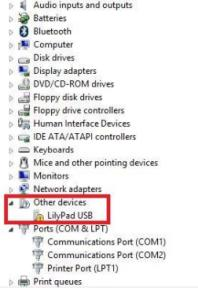 Audio inputs and outputs
Batteries
Bluetooth
Computer
Disk drives
Display adapters
DVD/CD-ROM drives
Floppy disk drives
Floppy drive controllers
Human Interface Devices
IDE ATA/ATAPI controllers
Keyboards
Mice and other pointing devices
Monitors
Network adapters
Other devices
LilyPad USB
Ports (COM & LPT)
Communications Port (COM1)
Communications Port (COM2)
Printer Port (LPT1)
Print queues